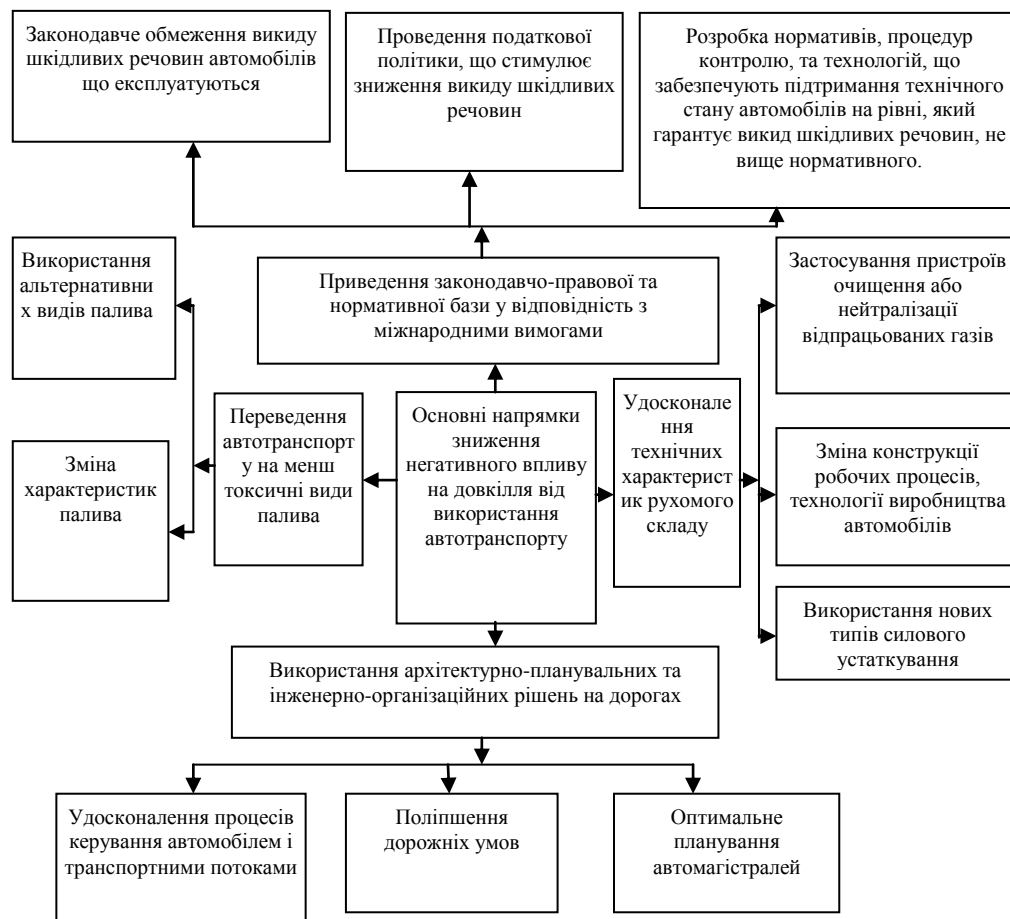 Законодавче обмеження викиду
шкідливих речовин автомобілів
що експлуатуються
Проведення податкової
політики, що стимулює
зниження викиду шкідливих
речовин
Розробка нормативів, процедур
контролю, та технологій, що
забезпечують підтримання технічного
стану автомобілів на рівні, який
гарантує викид шкідливих речовин, не
вище нормативного.
Використання
альтернативни
х видів палива
Приведення законодавчо-правової та
нормативної бази у відповідність з
міжнародними вимогами
Застосування пристроїв
очищення або
нейтралізації
відпрацьованих газів
Зміна
характеристик
палива
Переведення
автотранспорт
у на менш
токсичні види
палива
Основні напрямки
зниження
негативного впливу
на довкілля від
використання
автотранспорту
Удосконале
ння
технічних
характерист
ик рухомого
складу
Зміна конструкції
робочих процесів,
технології виробництва
автомобілів
Використання нових
типів силового
устаткування
Використання архітектурно-планувальних та
інженерно-організаційних рішень на дорогах
Удосконалення процесів
керування автомобілем і
транспортними потоками
Поліпшення
дорожніх умов
Оптимальне
планування
автомагістралей